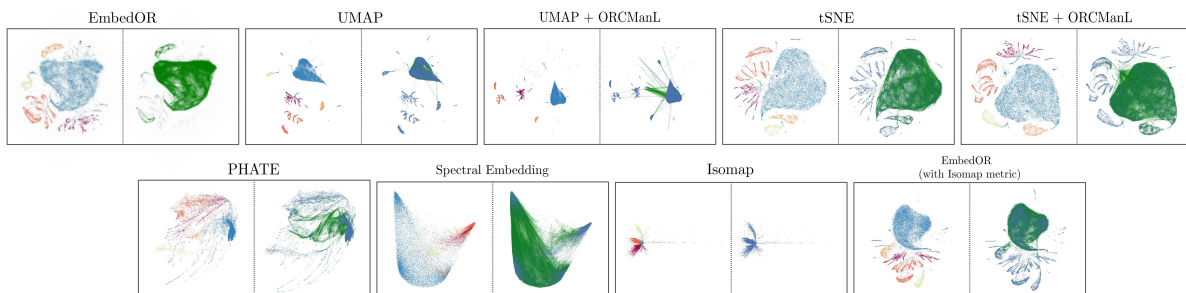 EmbedOR
UMAP
UMAP + ORCManL
tSNE
tSNE + ORCManL
PHATE
Spectral Embedding
Isomap
EmbedOR
(with Isomap metric)